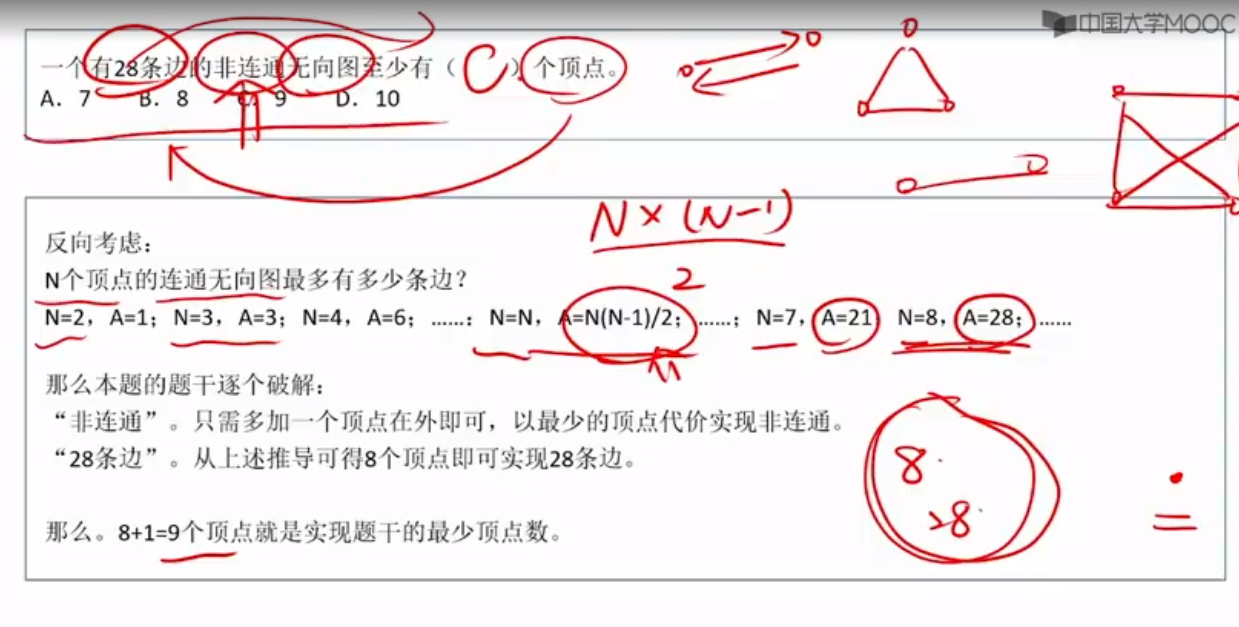 中国大学MOOC
一个有28条边的非连通无向图至少有（ C ）个顶点。
A. 7 B. 8 C. 9 D. 10
N×(N-1)
2
反向考虑：
N个顶点的连通无向图最多有多少条边？
N=2，A=1；N=3，A=3；N=4，A=6；……：N=N，A=N(N-1)/2；……；N=7，A=21；N=8，A=28；……
那么本题的题干逐个破解：
“非连通”。只需多加一个顶点在外即可，以最少的顶点代价实现非连通。
“28条边”。从上述推导可得8个顶点即可实现28条边。
8
28
那么。8+1=9个顶点就是实现题干的最少顶点数。